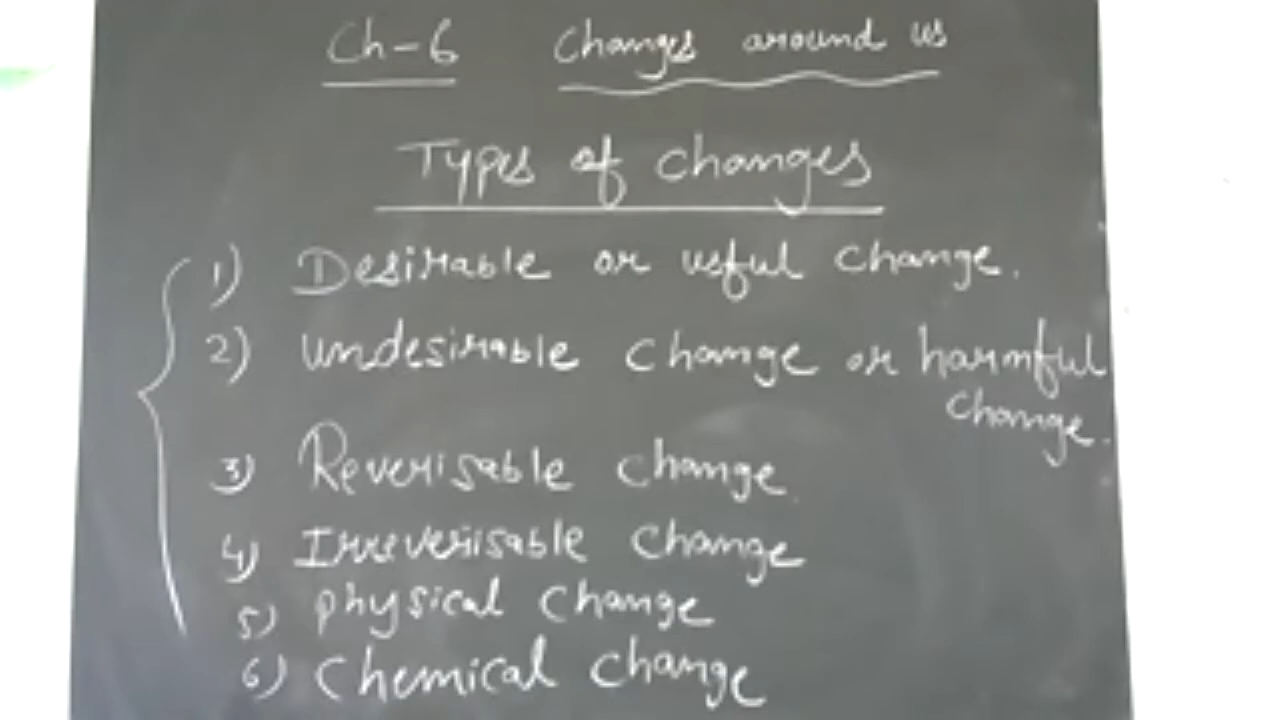 Ch-6 Changes around us
Types of changes
1) Desirable or useful change.
2) undesirable change or harmful
change.
3) Reverisable change
4) Irreverisable change
5) physical change
6) Chemical change